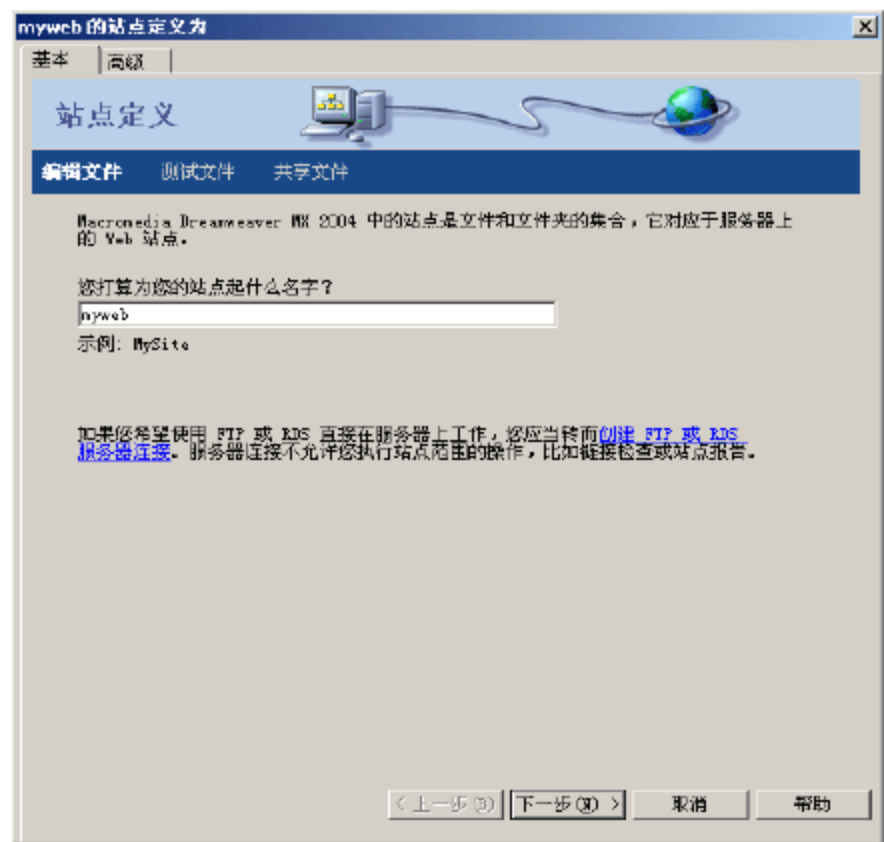 myweb 的站点定义为
基本 高级
站点定义
编辑文件 测试文件 共享文件
Macromedia Dreamweaver MX 2004 中的站点是文件和文件夹的集合，它对应于服务器上
的 Web 站点。
您打算为您的站点起什么名字？
myweb
示例: MySite
如果您希望使用 FTP 或 RDS 直接在服务器上工作，您应当转而创建 FTP 或 RDS
服务器连接。服务器连接不允许您执行站点范围的操作，比如链接检查或站点报告。
< 上一步(B) 下一步(N) > 取消 帮助